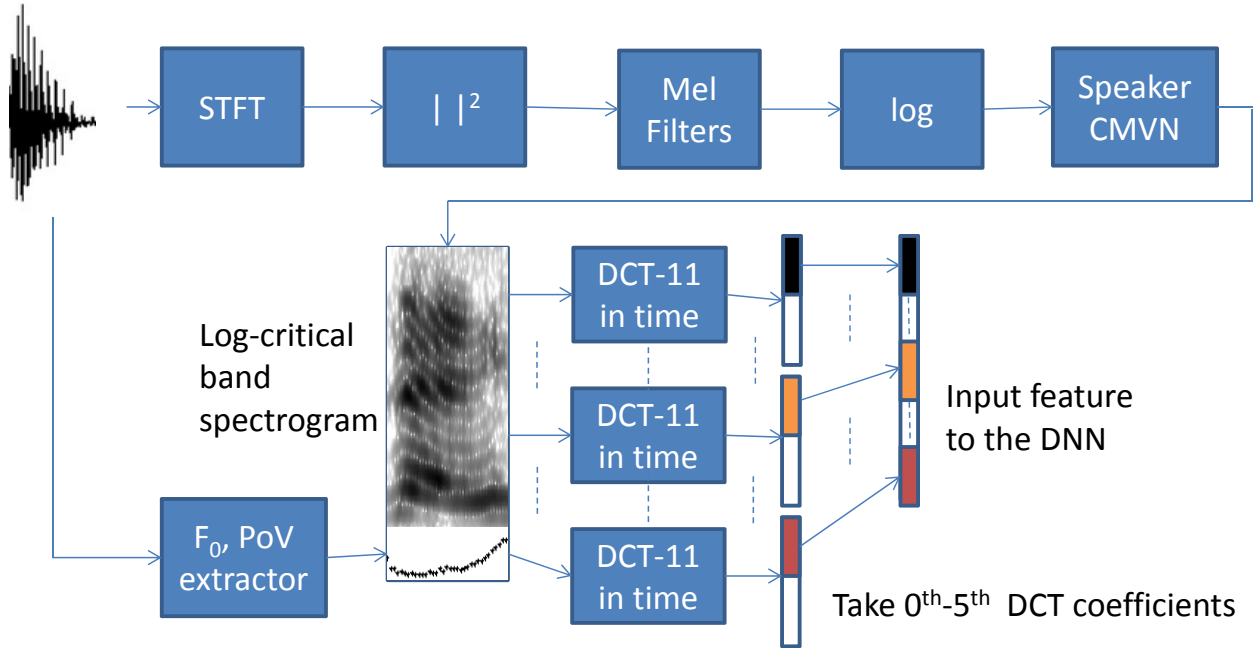 STFT
| |²
Mel
Filters
log
Speaker
CMVN
Log-critical
band
spectrogram
DCT-11
in time
DCT-11
in time
DCT-11
in time
Input feature
to the DNN
F₀, PoV
extractor
Take 0ᵗʰ-5ᵗʰ DCT coefficients